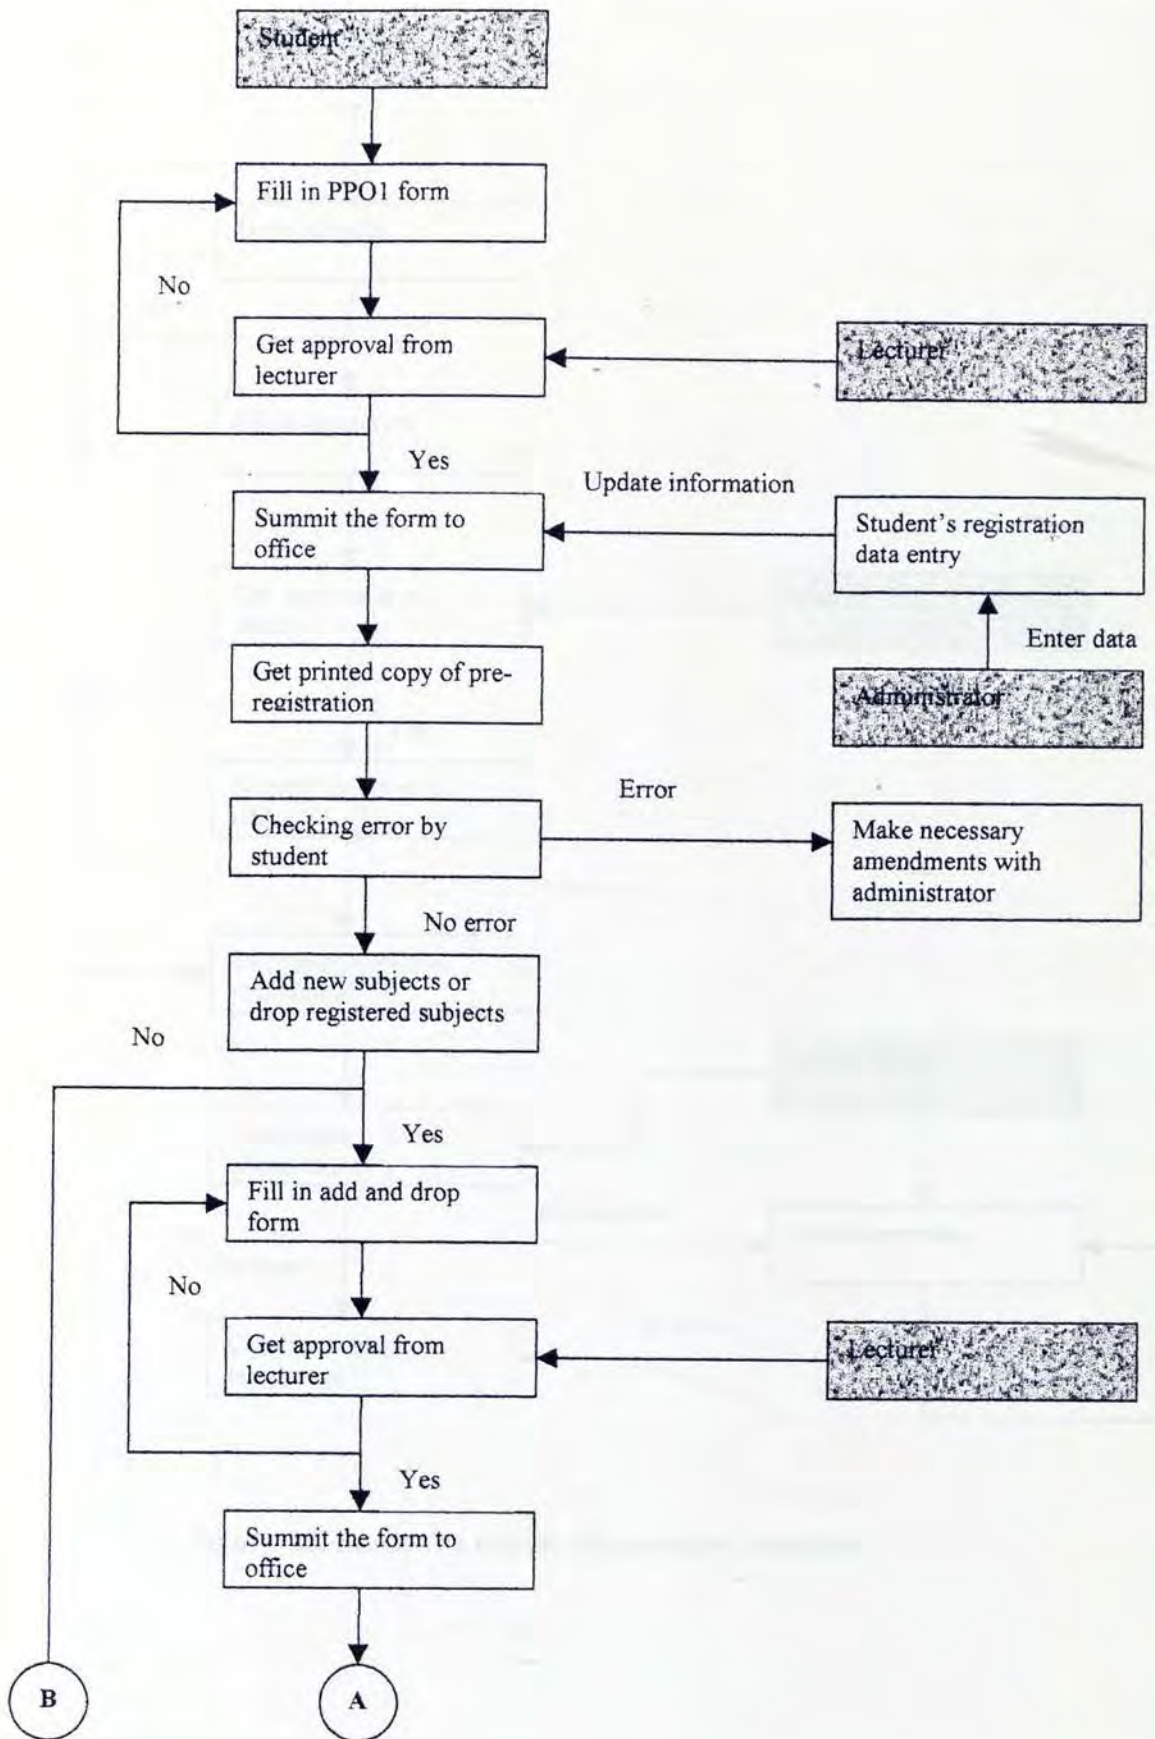 Student
Fill in PPO1 form
No
Get approval from
lecturer
Lecturer
Yes
Update information
Summit the form to
office
Student's registration
data entry
Enter data
Get printed copy of pre-
registration
Administrator
Error
Checking error by
student
Make necessary
amendments with
administrator
No error
Add new subjects or
drop registered subjects
No
Yes
Fill in add and drop
form
No
Get approval from
lecturer
Lecturer
Yes
Summit the form to
office
B
A